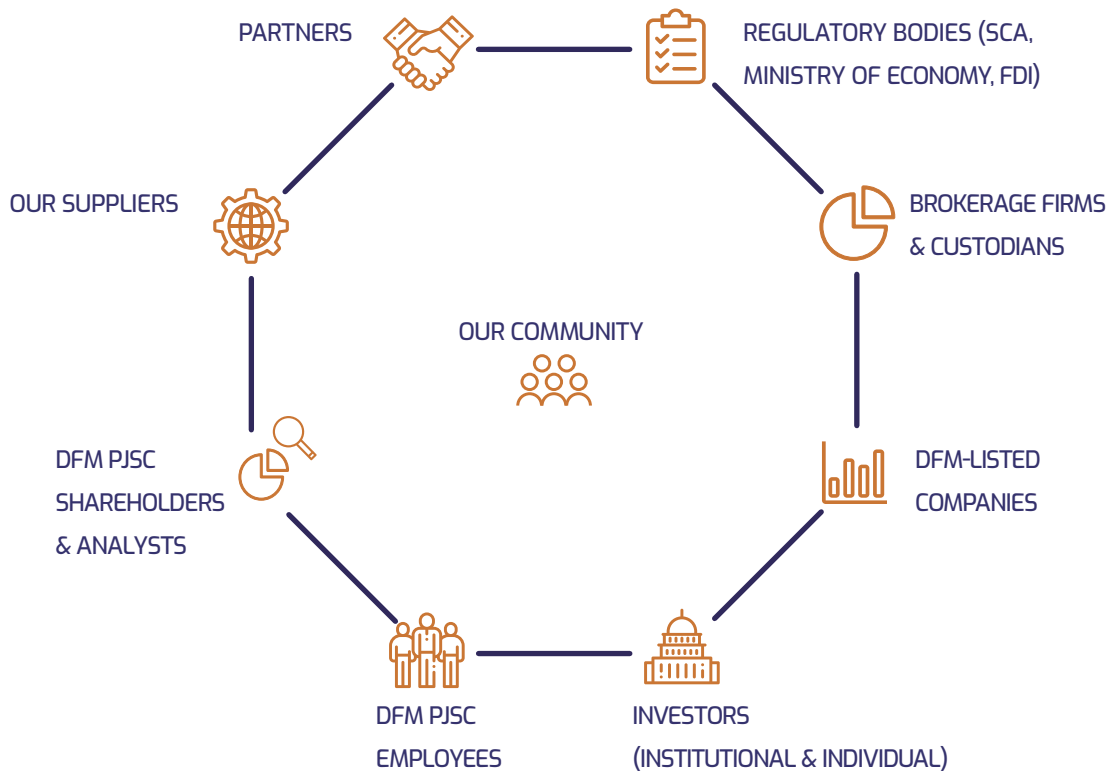 PARTNERS
REGULATORY BODIES (SCA,
MINISTRY OF ECONOMY, FDI)
OUR SUPPLIERS
BROKERAGE FIRMS
& CUSTODIANS
OUR COMMUNITY
DFM PJSC
SHAREHOLDERS
& ANALYSTS
DFM-LISTED
COMPANIES
DFM PJSC
EMPLOYEES
INVESTORS
(INSTITUTIONAL & INDIVIDUAL)